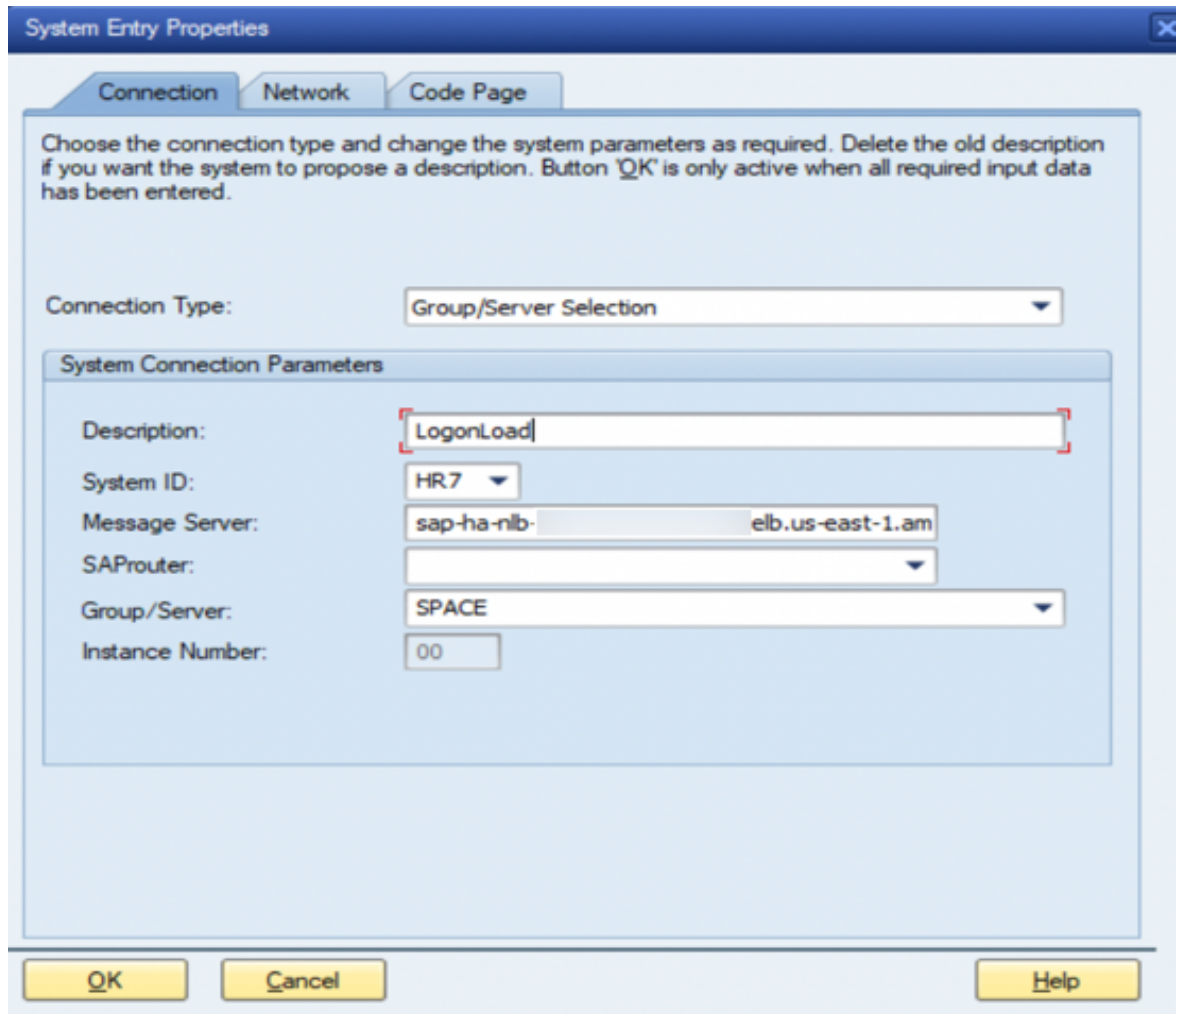 System Entry Properties
Connection Network Code Page
Choose the connection type and change the system parameters as required. Delete the old description
if you want the system to propose a description. Button 'OK' is only active when all required input data
has been entered.
Connection Type: Group/Server Selection
System Connection Parameters
Description: LogonLoad
System ID: HR7
Message Server: sap-ha-nlb- elb.us-east-1.am
SAProuter:
Group/Server: SPACE
Instance Number: 00
OK Cancel Help